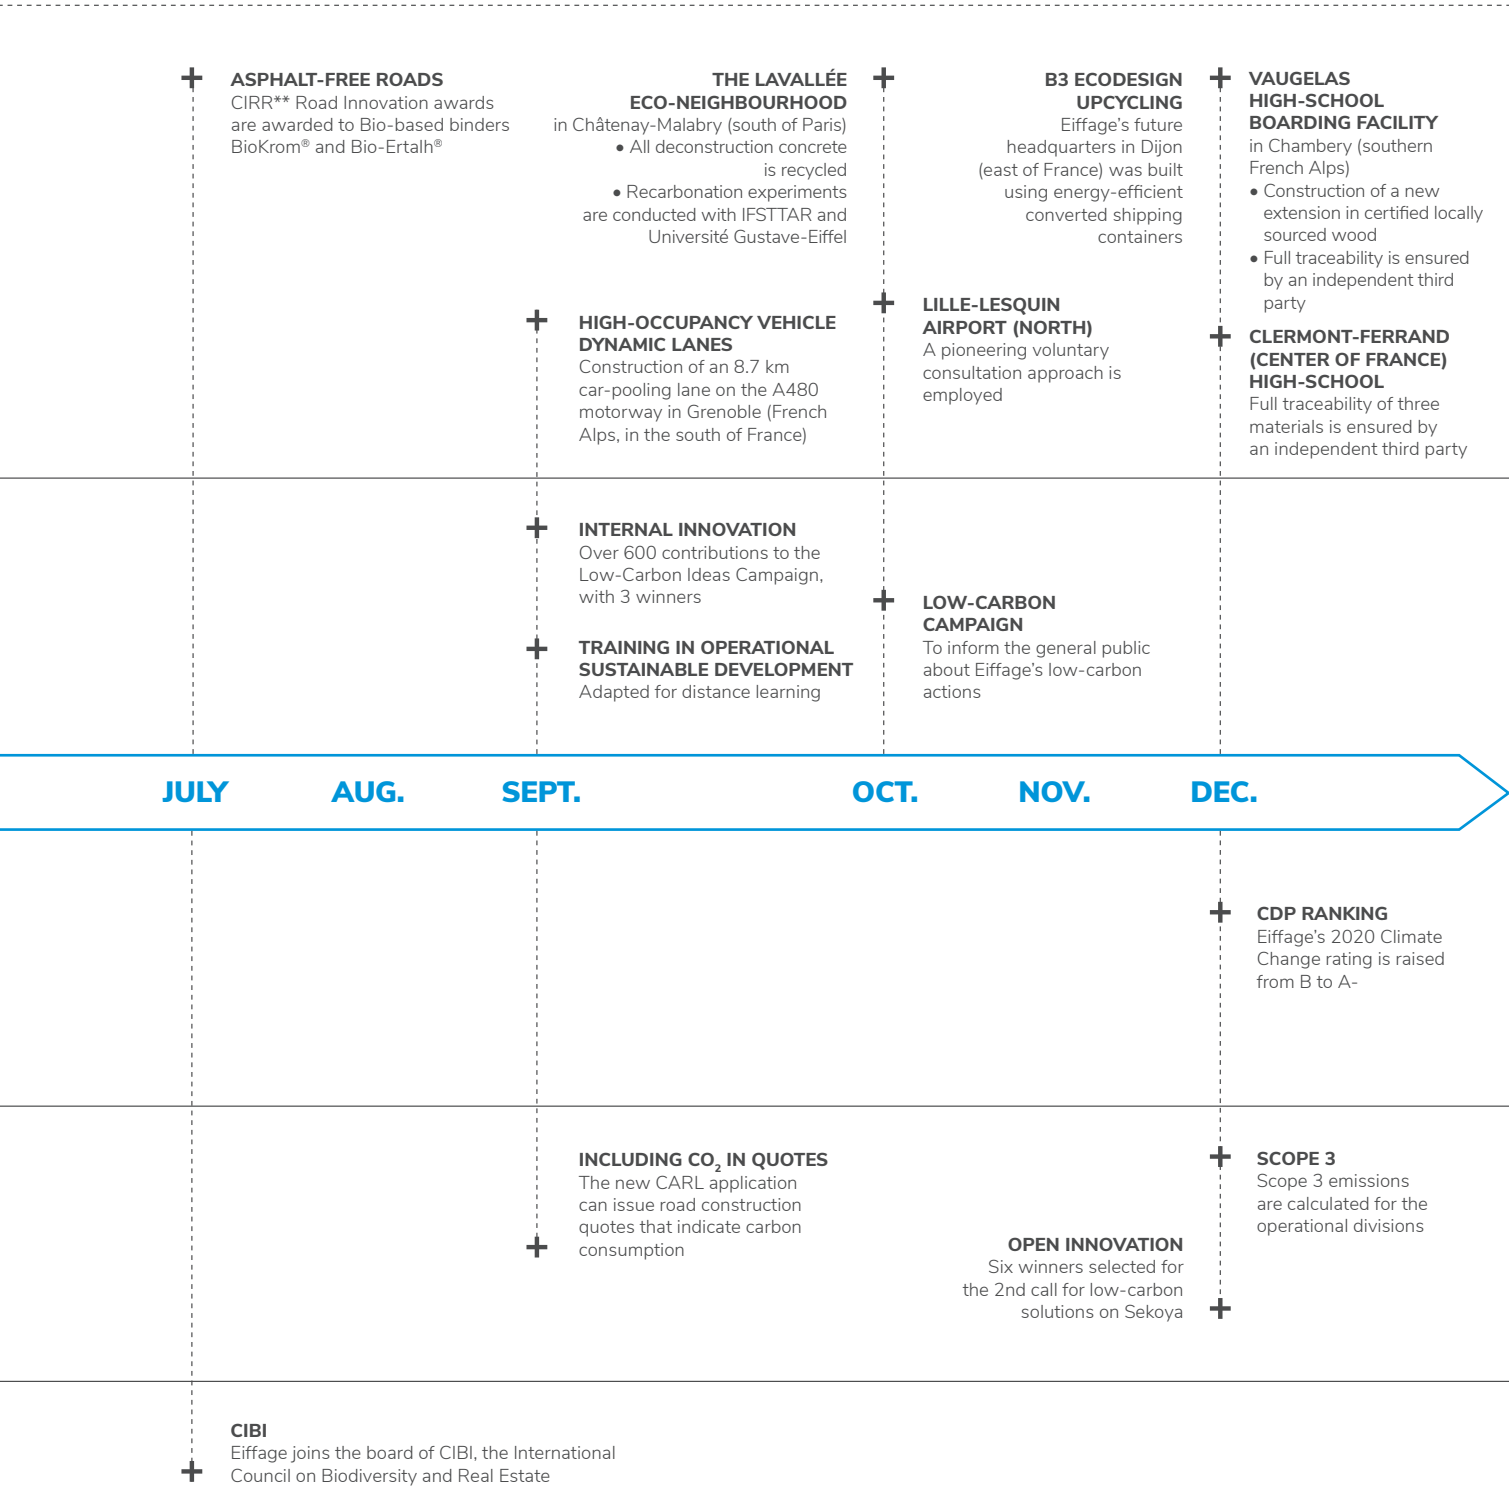 ASPHALT-FREE ROADS
CIRR** Road Innovation awards
are awarded to Bio-based binders
BioKrom® and Bio-Ertalh®
THE LAVALLÉE
ECO-NEIGHBOURHOOD
in Châtenay-Malabry (south of Paris)
• All deconstruction concrete
is recycled
• Recarbonation experiments
are conducted with IFSTTAR and
Université Gustave-Eiffel
B3 ECODESIGN
UPCYCLING
Eiffage's future
headquarters in Dijon
(east of France) was built
using energy-efficient
converted shipping
containers
VAUGELAS
HIGH-SCHOOL
BOARDING FACILITY
in Chambery (southern
French Alps)
• Construction of a new
extension in certified locally
sourced wood
• Full traceability is ensured
by an independent third
party
HIGH-OCCUPANCY VEHICLE
DYNAMIC LANES
Construction of an 8.7 km
car-pooling lane on the A480
motorway in Grenoble (French
Alps, in the south of France)
LILLE-LESQUIN
AIRPORT (NORTH)
A pioneering voluntary
consultation approach is
employed
CLERMONT-FERRAND
(CENTER OF FRANCE)
HIGH-SCHOOL
Full traceability of three
materials is ensured by
an independent third party
INTERNAL INNOVATION
Over 600 contributions to the
Low-Carbon Ideas Campaign,
with 3 winners
TRAINING IN OPERATIONAL
SUSTAINABLE DEVELOPMENT
Adapted for distance learning
LOW-CARBON
CAMPAIGN
To inform the general public
about Eiffage's low-carbon
actions
JULY AUG. SEPT. OCT. NOV. DEC.
CDP RANKING
Eiffage's 2020 Climate
Change rating is raised
from B to A-
INCLUDING CO₂ IN QUOTES
The new CARL application
can issue road construction
quotes that indicate carbon
consumption
SCOPE 3
Scope 3 emissions
are calculated for the
operational divisions
OPEN INNOVATION
Six winners selected for
the 2nd call for low-carbon
solutions on Sekoya
CIBI
Eiffage joins the board of CIBI, the International
Council on Biodiversity and Real Estate